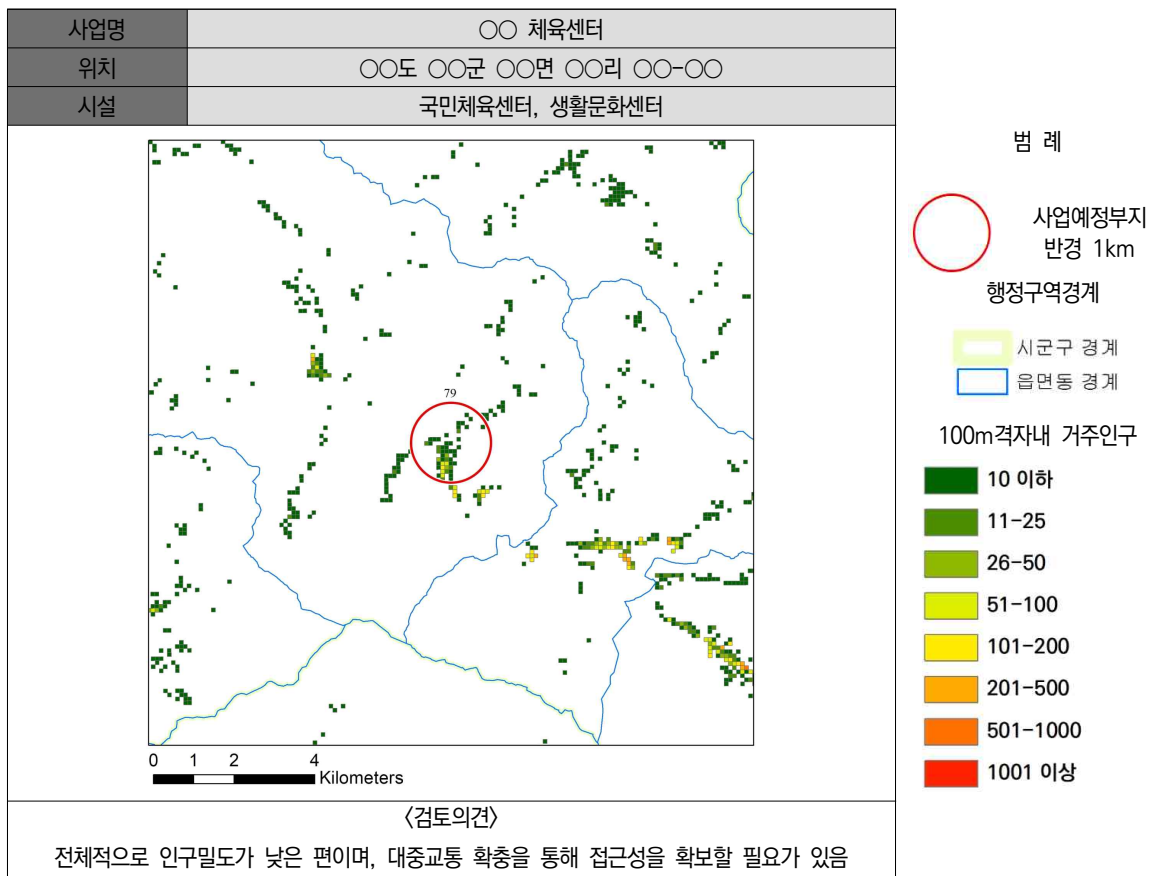 사업명 ○○ 체육센터
위치 ○○도 ○○군 ○○면 ○○리 ○○-○○
시설 국민체육센터, 생활문화센터
79
0 1 2 4
Kilometers
범 례
사업예정부지
반경 1km
행정구역경계
시군구 경계
읍면동 경계
100m격자내 거주인구
10 이하
11-25
26-50
51-100
101-200
201-500
501-1000
1001 이상
〈검토의견〉
전체적으로 인구밀도가 낮은 편이며, 대중교통 확충을 통해 접근성을 확보할 필요가 있음